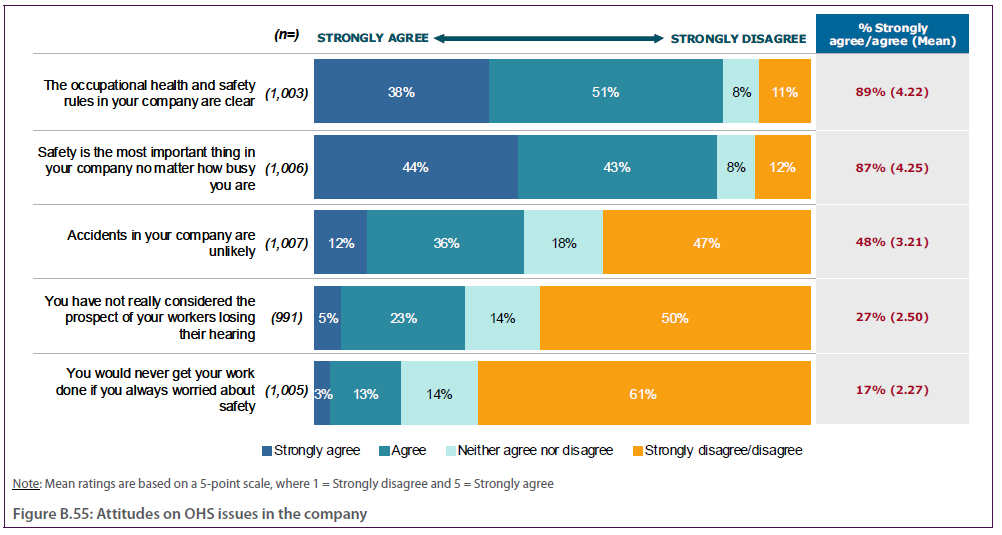 (n=) STRONGLY AGREE STRONGLY DISAGREE % Strongly
agree/agree (Mean)
The occupational health and safety
rules in your company are clear
(1,003) 38% 51% 8% 11% 89% (4.22)
Safety is the most important thing in
your company no matter how busy
you are
(1,006) 44% 43% 8% 12% 87% (4.25)
Accidents in your company are
unlikely
(1,007) 12% 36% 18% 47% 48% (3.21)
You have not really considered the
prospect of your workers losing
their hearing
(991) 5% 23% 14% 50% 27% (2.50)
You would never get your work
done if you always worried about
safety
(1,005) 3% 13% 14% 61% 17% (2.27)
Strongly agree Agree Neither agree nor disagree Strongly disagree/disagree
Note: Mean ratings are based on a 5-point scale, where 1 = Strongly disagree and 5 = Strongly agree
Figure B.55: Attitudes on OHS issues in the company